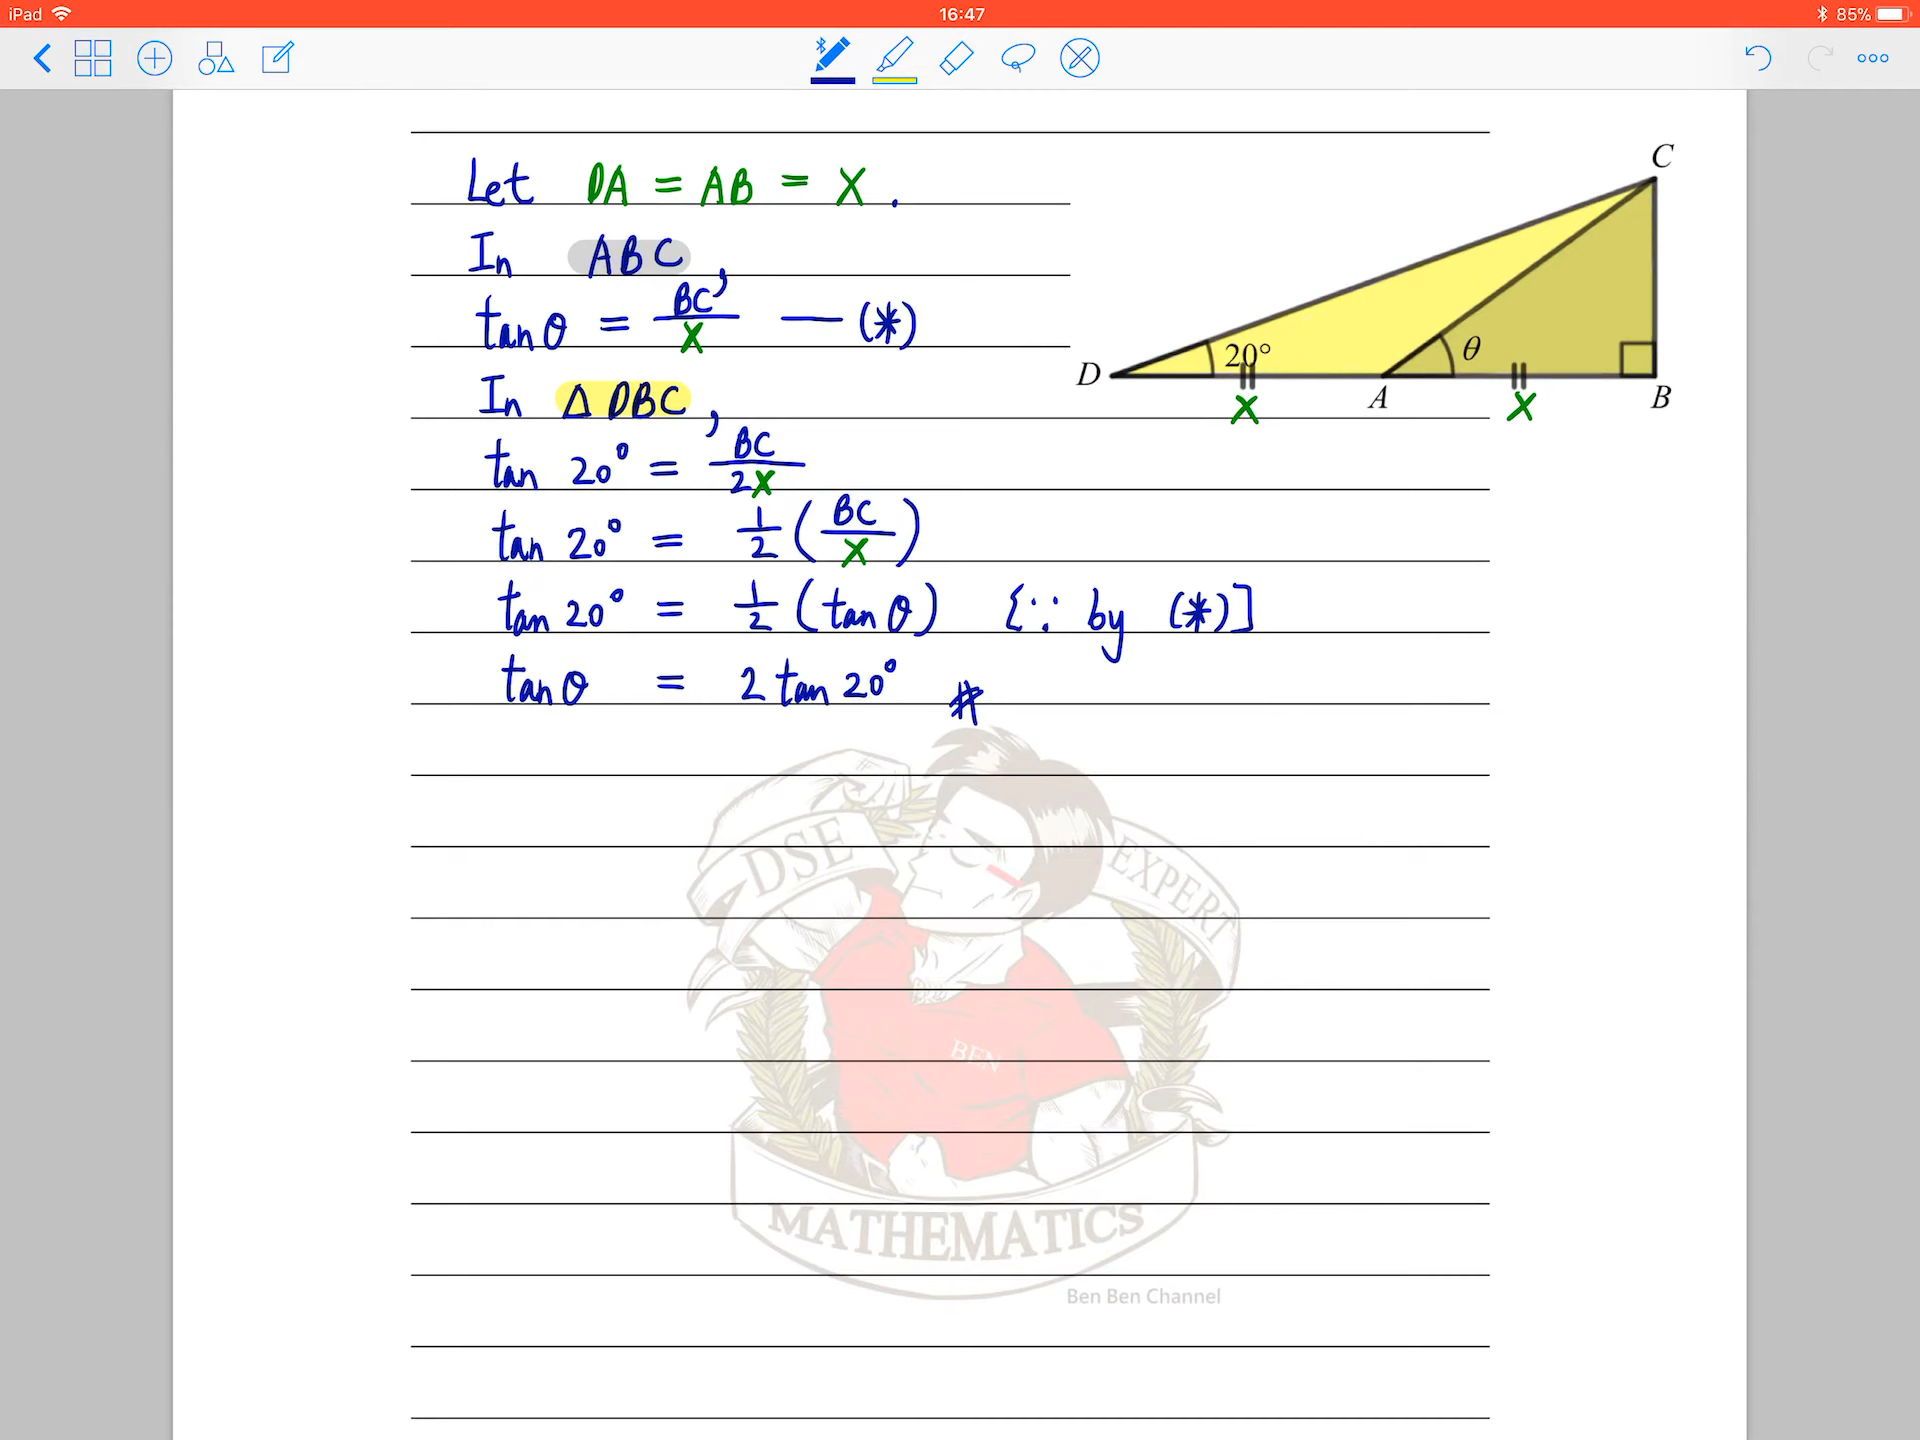 iPad 16:47 85%
Let DA = AB = x .
In ABC,
tan θ = BC/x — (*)
In Δ DBC,
tan 20° = BC/2x
tan 20° = 1/2 (BC/x)
tan 20° = 1/2 (tan θ) [∵ by (*)]
tan θ = 2 tan 20° #
C
20°
θ
D
A
B
x
x
DSE
EXPERT
BEN
MATHEMATICS
Ben Ben Channel